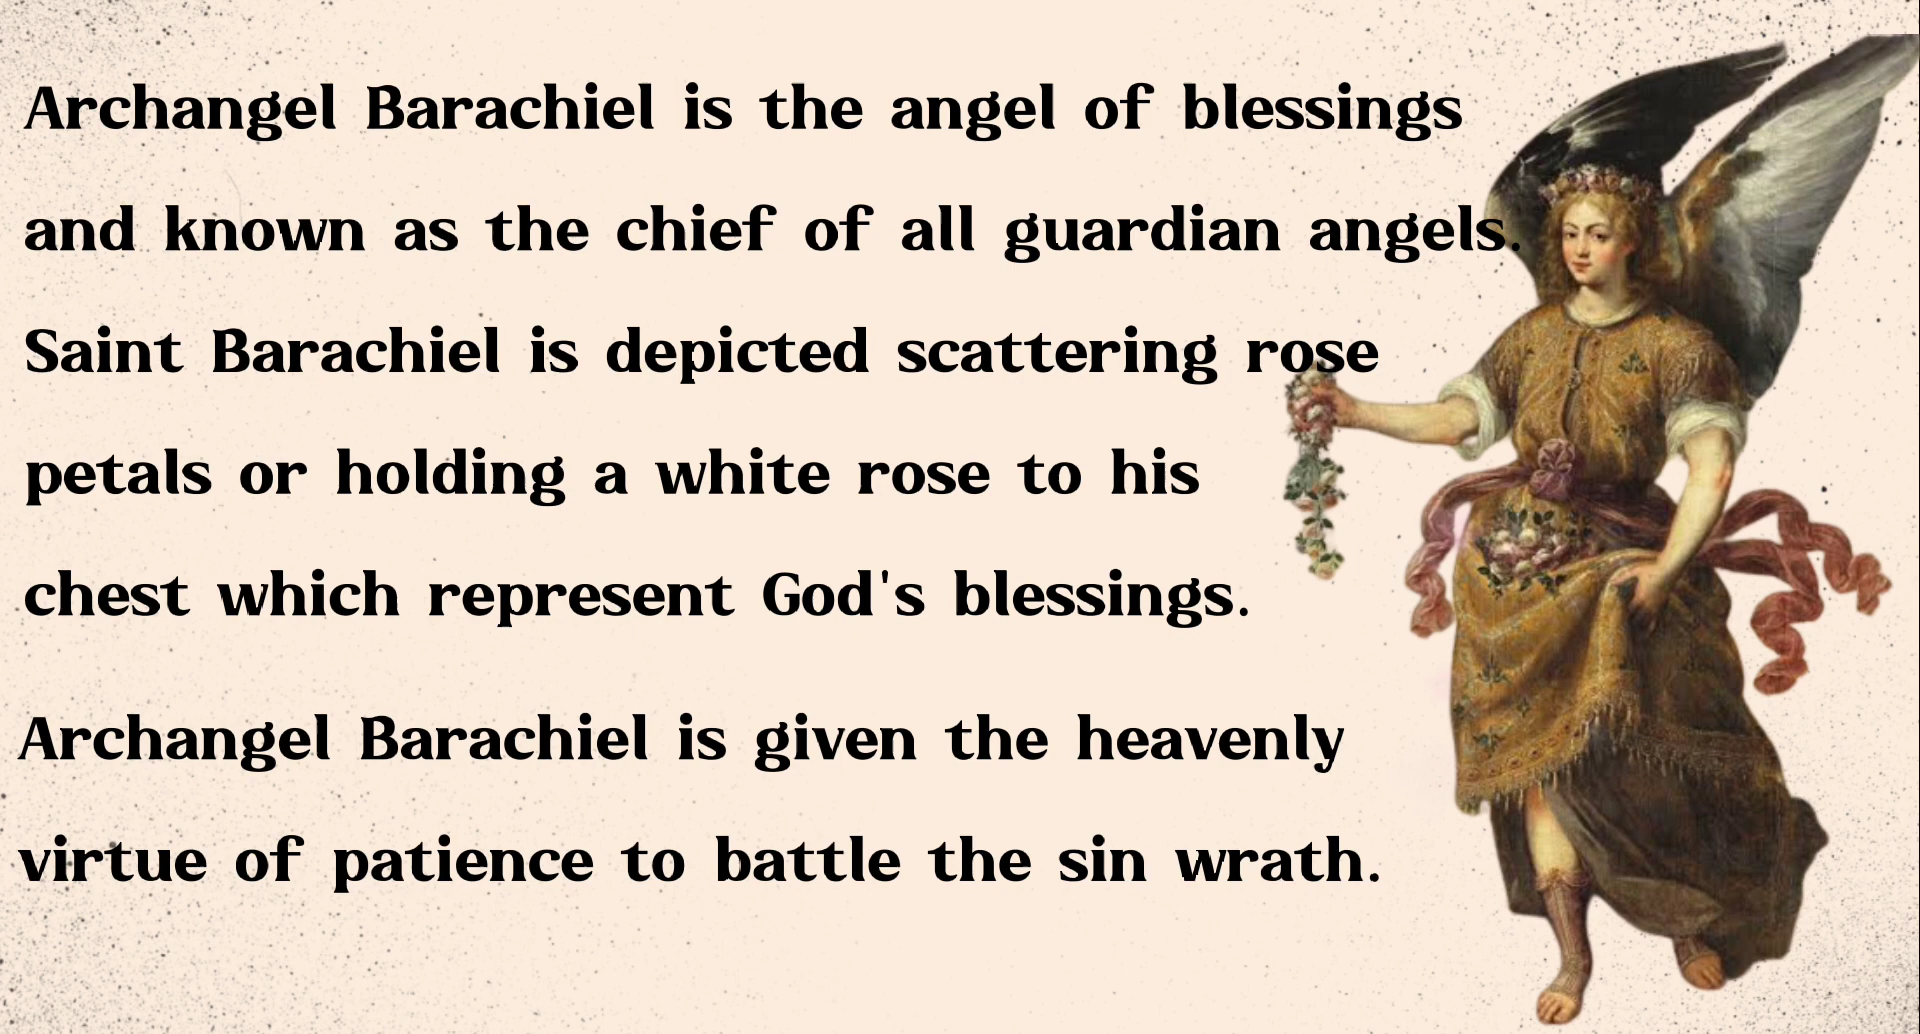 Archangel Barachiel is the angel of blessings
and known as the chief of all guardian angels.
Saint Barachiel is depicted scattering rose
petals or holding a white rose to his
chest which represent God's blessings.
Archangel Barachiel is given the heavenly
virtue of patience to battle the sin wrath.